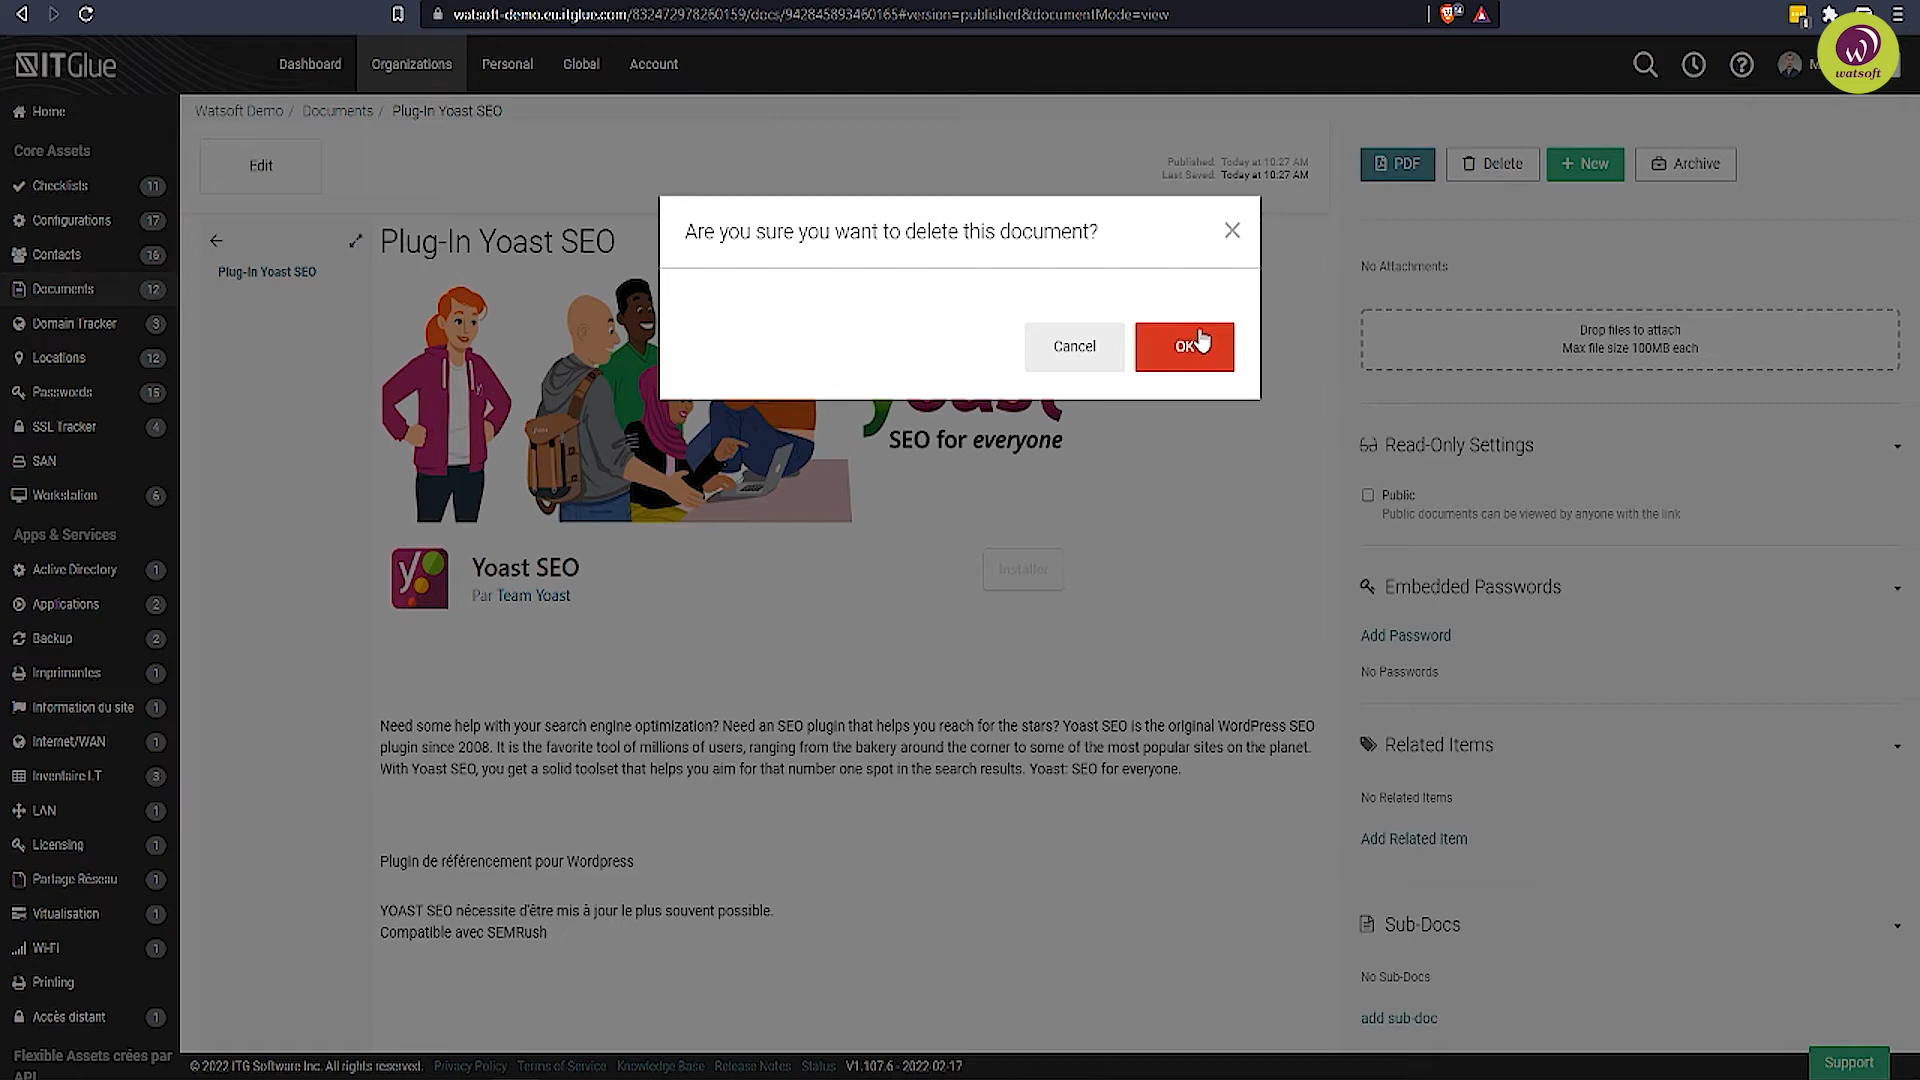 watsoft-demo.eu.itglue.com/832472978260159/docs/942845893460165#version=published&documentMode=view
watsoft
ITGlue
Dashboard
Organizations
Personal
Global
Account
Home
Core Assets
Checklists 11
Configurations 17
Contacts 16
Documents 12
Domain Tracker 3
Locations 12
Passwords 15
SSL Tracker 4
SAN
Workstation 6
Apps & Services
Active Directory 1
Applications 2
Backup 2
Imprimantes 1
Information du site 1
Internet/WAN 1
Inventaire I.T 3
LAN 1
Licensing 1
Partage Réseau 1
Vitualisation 1
Wi-Fi 1
Printing
Accès distant 1
Flexible Assets crées par
API
Watsoft Demo / Documents / Plug-In Yoast SEO
Edit
Published: Today at 10:27 AM
Last Saved: Today at 10:27 AM
Plug-In Yoast SEO
Plug-In Yoast SEO
Are you sure you want to delete this document?
Cancel
OK
yoast
SEO for everyone
Yoast SEO
Par Team Yoast
Installer
Need some help with your search engine optimization? Need an SEO plugin that helps you reach for the stars? Yoast SEO is the original WordPress SEO
plugin since 2008. It is the favorite tool of millions of users, ranging from the bakery around the corner to some of the most popular sites on the planet.
With Yoast SEO, you get a solid toolset that helps you aim for that number one spot in the search results. Yoast: SEO for everyone.
Plugin de référencement pour Wordpress
YOAST SEO nécessite d'être mis à jour le plus souvent possible.
Compatible avec SEMRush
PDF
Delete
+ New
Archive
No Attachments
Drop files to attach
Max file size 100MB each
Read-Only Settings
Public
Public documents can be viewed by anyone with the link
Embedded Passwords
Add Password
No Passwords
Related Items
No Related Items
Add Related Item
Sub-Docs
No Sub-Docs
add sub-doc
© 2022 ITG Software Inc. All rights reserved. Privacy Policy Terms of Service Knowledge Base Release Notes Status V1.107.6 - 2022-02-17
Support